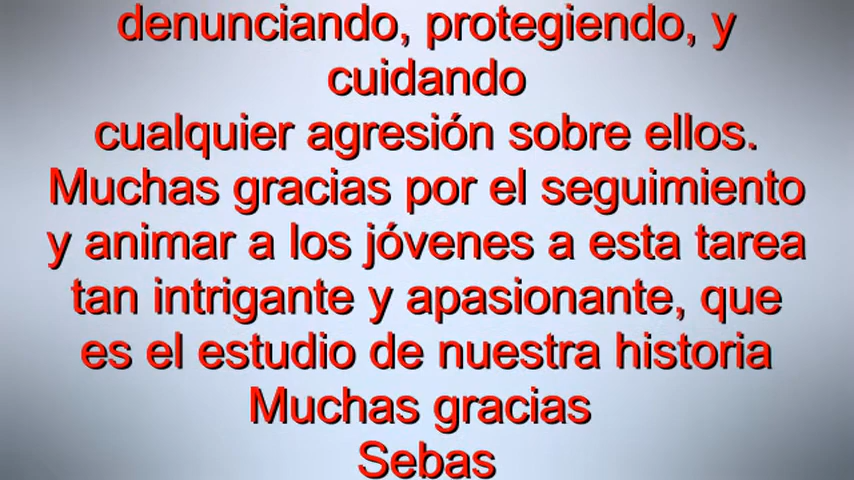 denunciando, protegiendo, y
cuidando
cualquier agresión sobre ellos.
Muchas gracias por el seguimiento
y animar a los jóvenes a esta tarea
tan intrigante y apasionante, que
es el estudio de nuestra historia
Muchas gracias
Sebas